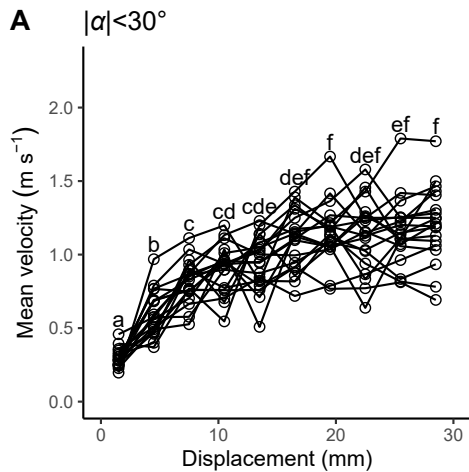 A |α|<30°
Mean velocity (m s⁻¹)
2.0
1.5
1.0
0.5
0.0
a
b
c
cd
cde
def
f
def
ef
f
0 10 20 30
Displacement (mm)